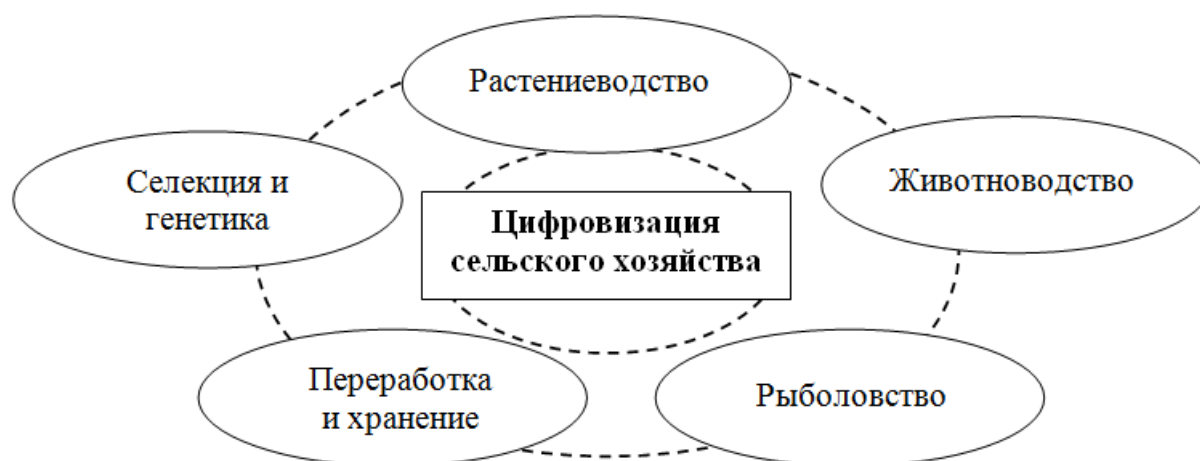 Растениеводство
Селекция и
генетика
Животноводство
Цифровизация
сельского хозяйства
Переработка
и хранение
Рыболовство